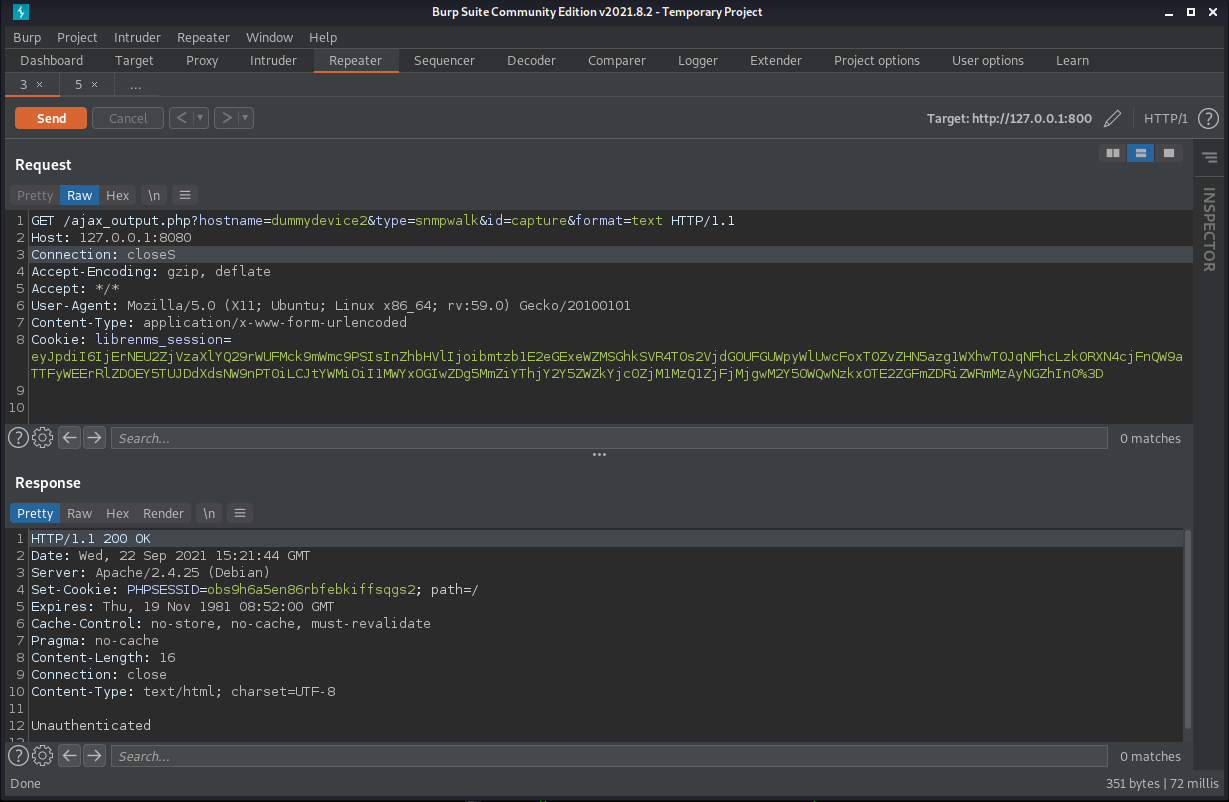 Burp Suite Community Edition v2021.8.2 - Temporary Project
Burp Project Intruder Repeater Window Help
Dashboard Target Proxy Intruder Repeater Sequencer Decoder Comparer Logger Extender Project options User options Learn
3 × 5 × ...
Send Cancel < > Target: http://127.0.0.1:800 HTTP/1 ?
Request
Pretty Raw Hex \n
INSPECTOR
1 GET /ajax_output.php?hostname=dummydevice2&type=snmpwalk&id=capture&format=text HTTP/1.1
2 Host: 127.0.0.1:8080
3 Connection: closeS
4 Accept-Encoding: gzip, deflate
5 Accept: */*
6 User-Agent: Mozilla/5.0 (X11; Ubuntu; Linux x86_64; rv:59.0) Gecko/20100101
7 Content-Type: application/x-www-form-urlencoded
8 Cookie: librenms_session=
9
10
? Search... 0 matches
Response
Pretty Raw Hex Render \n
1 HTTP/1.1 200 OK
2 Date: Wed, 22 Sep 2021 15:21:44 GMT
3 Server: Apache/2.4.25 (Debian)
4 Set-Cookie: PHPSESSID=obs9h6a5en86rbfebkiffsqgs2; path=/
5 Expires: Thu, 19 Nov 1981 08:52:00 GMT
6 Cache-Control: no-store, no-cache, must-revalidate
7 Pragma: no-cache
8 Content-Length: 16
9 Connection: close
10 Content-Type: text/html; charset=UTF-8
11
12 Unauthenticated
? Search... 0 matches
Done 351 bytes | 72 millis